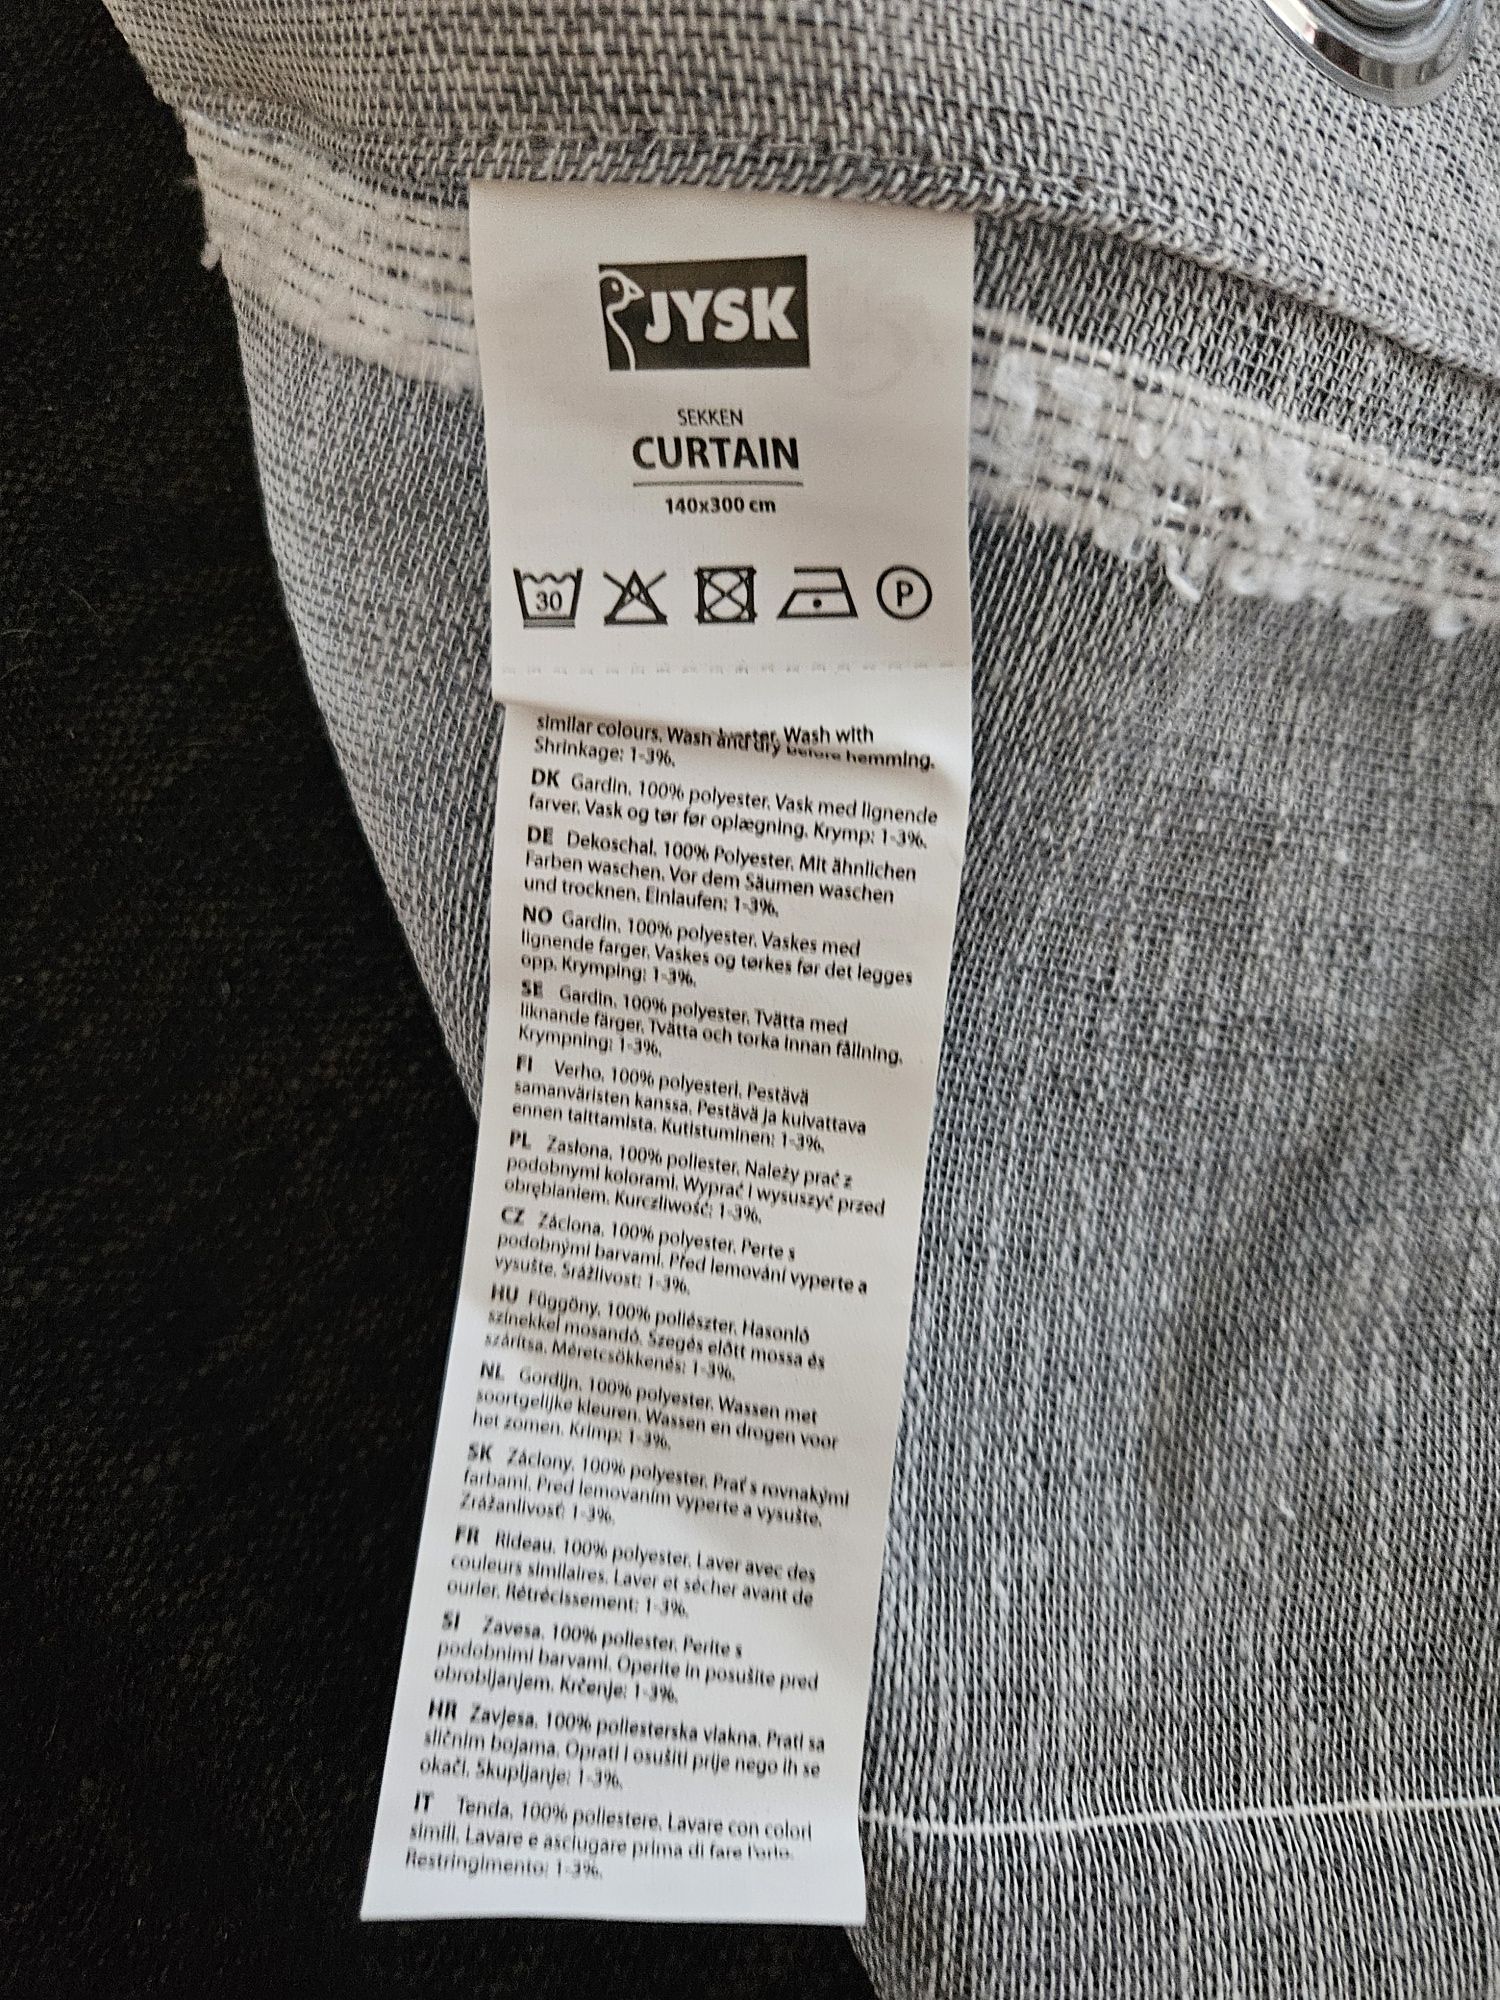 JYSK
SEKKEN
CURTAIN
140x300 cm
30
P
similar colours. Wash and dry before hemming. Wash with
Shrinkage: 1-3%.
DK Gardin. 100% polyester. Vask med lignende
farver. Vask og tør før oplægning. Krymp: 1-3%.
DE Dekoschal. 100% Polyester. Mit ähnlichen
Farben waschen. Vor dem Säumen waschen
und trocknen. Einlaufen: 1-3%.
NO Gardin. 100% polyester. Vaskes med
lignende farger. Vaskes og tørkes før det legges
opp. Krymping: 1-3%.
SE Gardin. 100% polyester. Tvätta med
liknande färger. Tvätta och torka innan fållning.
Krympning: 1-3%.
FI Verho. 100% polyesteri. Pestävä
samanväristen kanssa. Pestävä ja kuivattava
ennen taittamista. Kutistuminen: 1-3%.
PL Zasłona. 100% poliester. Należy prać z
podobnymi kolorami. Wyprać i wysuszyć przed
obrębianiem. Kurczliwość: 1-3%.
CZ Záclona. 100% polyester. Perte s
podobnými barvami. Před lemování vyperte a
vysušte. Srážlivost: 1-3%.
HU Függöny. 100% poliészter. Hasonló
színekkel mosandó. Szegés előtt mossa és
szárítsa. Méretcsökkenés: 1-3%.
NL Gordijn. 100% polyester. Wassen met
soortgelijke kleuren. Wassen en drogen voor
het zomen. Krimp: 1-3%.
SK Záclony. 100% polyester. Prať s rovnakými
farbami. Pred lemovaním vyperte a vysušte.
Zrážanlivosť: 1-3%.
FR Rideau. 100% polyester. Laver avec des
couleurs similaires. Laver et sécher avant de
ourler. Rétrécissement: 1-3%.
SI Zavesa. 100% poliester. Perite s
podobnimi barvami. Operite in posušite pred
obrobljanjem. Krčenje: 1-3%.
HR Zavjesa. 100% poliesterska vlakna. Prati sa
sličnim bojama. Oprati i osušiti prije nego ih se
okači. Skupljanje: 1-3%.
IT Tenda. 100% poliestere. Lavare con colori
simili. Lavare e asciugare prima di fare l'orlo.
Restringimento: 1-3%.